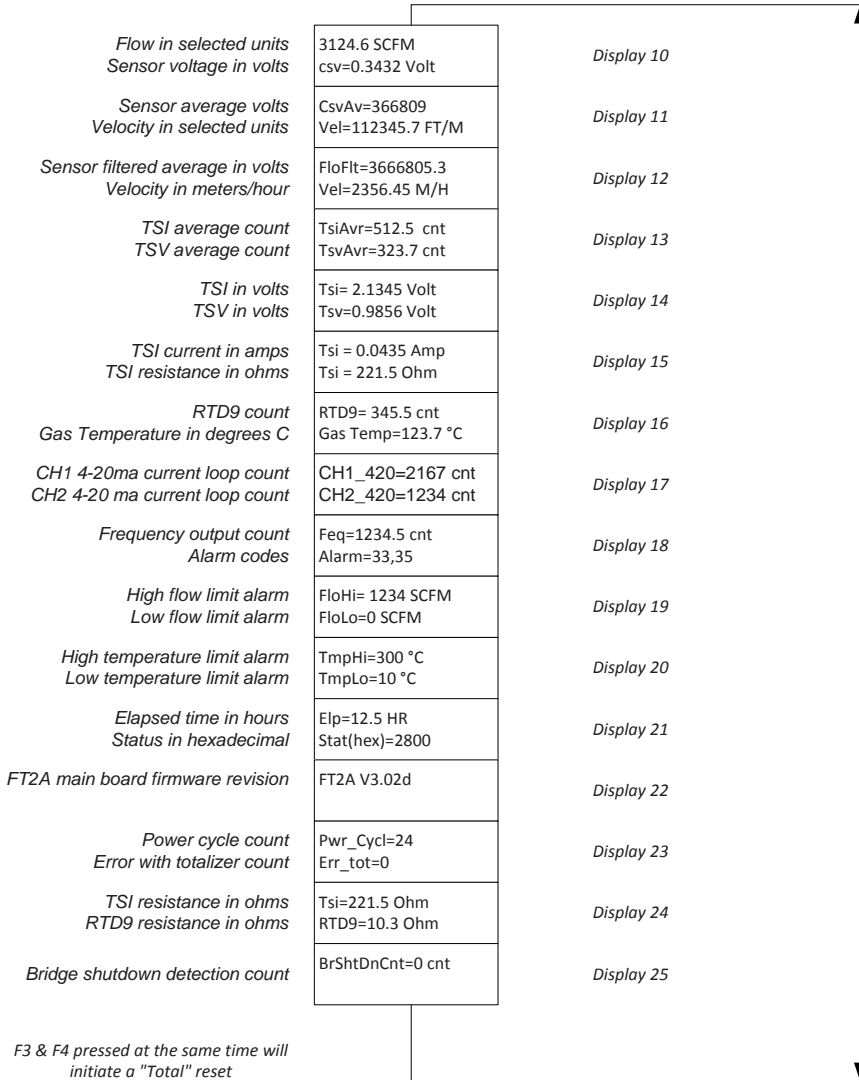 Flow in selected units 3124.6 SCFM
Sensor voltage in volts csv=0.3432 Volt
Display 10
Sensor average volts CsvAv=366809
Velocity in selected units Vel=112345.7 FT/M
Display 11
Sensor filtered average in volts FloFlt=3666805.3
Velocity in meters/hour Vel=2356.45 M/H
Display 12
TSI average count TsiAvr=512.5 cnt
TSV average count TsvAvr=323.7 cnt
Display 13
TSI in volts Tsi= 2.1345 Volt
TSV in volts Tsv=0.9856 Volt
Display 14
TSI current in amps Tsi = 0.0435 Amp
TSI resistance in ohms Tsi = 221.5 Ohm
Display 15
RTD9 count RTD9= 345.5 cnt
Gas Temperature in degrees C Gas Temp=123.7 °C
Display 16
CH1 4-20ma current loop count CH1_420=2167 cnt
CH2 4-20 ma current loop count CH2_420=1234 cnt
Display 17
Frequency output count Feq=1234.5 cnt
Alarm codes Alarm=33,35
Display 18
High flow limit alarm FloHi= 1234 SCFM
Low flow limit alarm FloLo=0 SCFM
Display 19
High temperature limit alarm TmpHi=300 °C
Low temperature limit alarm TmpLo=10 °C
Display 20
Elapsed time in hours Elp=12.5 HR
Status in hexadecimal Stat(hex)=2800
Display 21
FT2A main board firmware revision FT2A V3.02d
Display 22
Power cycle count Pwr_Cycl=24
Error with totalizer count Err_tot=0
Display 23
TSI resistance in ohms Tsi=221.5 Ohm
RTD9 resistance in ohms RTD9=10.3 Ohm
Display 24
Bridge shutdown detection count BrShtDnCnt=0 cnt
Display 25
F3 & F4 pressed at the same time will
initiate a "Total" reset